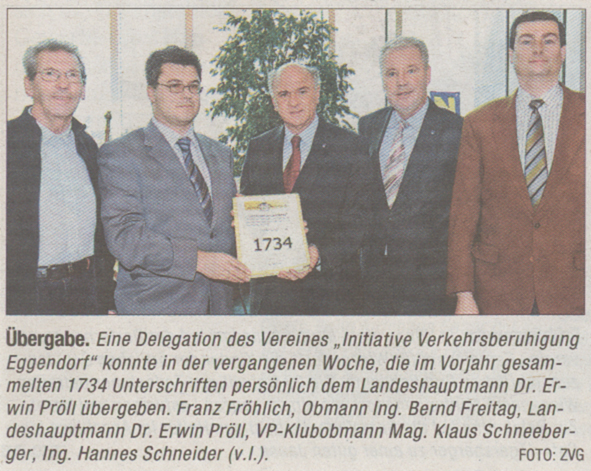 1734
Übergabe. Eine Delegation des Vereines „Initiative Verkehrsberuhigung
Eggendorf“ konnte in der vergangenen Woche, die im Vorjahr gesam-
melten 1734 Unterschriften persönlich dem Landeshauptmann Dr. Er-
win Pröll übergeben. Franz Fröhlich, Obmann Ing. Bernd Freitag, Lan-
deshauptmann Dr. Erwin Pröll, VP-Klubobmann Mag. Klaus Schneeber-
ger, Ing. Hannes Schneider (v.l.). FOTO: ZVG